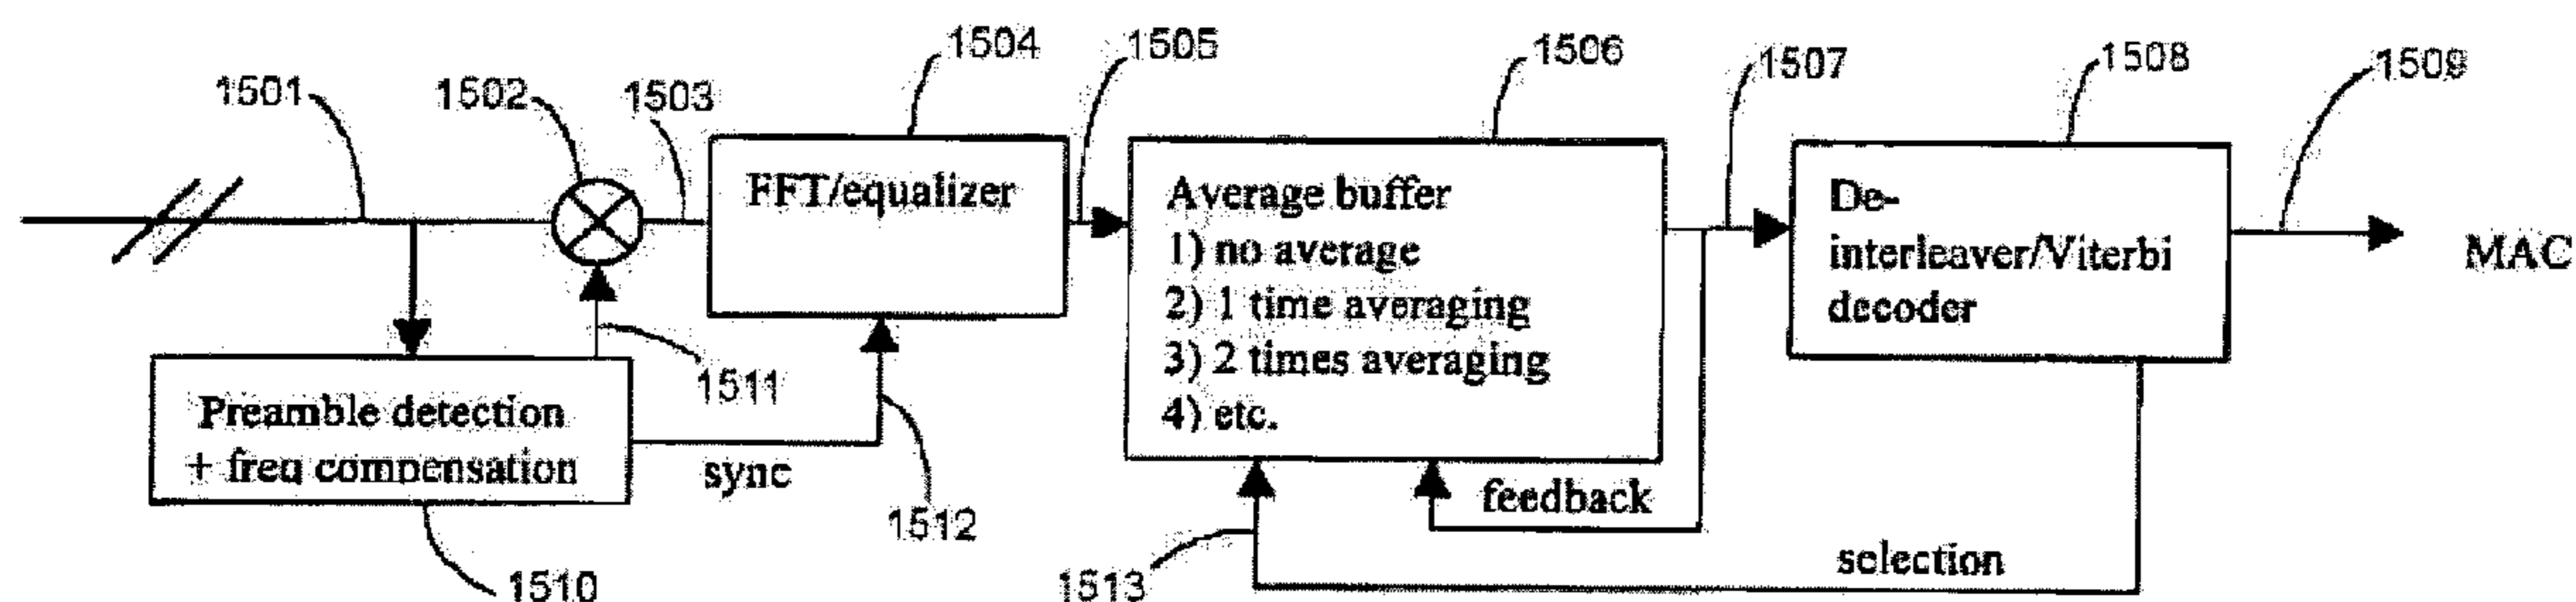 1501
1502
1503
1504
1505
1506
1507
1508
1509
FFT/equalizer
Average buffer
1) no average
2) 1 time averaging
3) 2 times averaging
4) etc.
De-
interleaver/Viterbi
decoder
MAC
Preamble detection
+ freq compensation
1511
sync
1512
1510
feedback
1513
selection